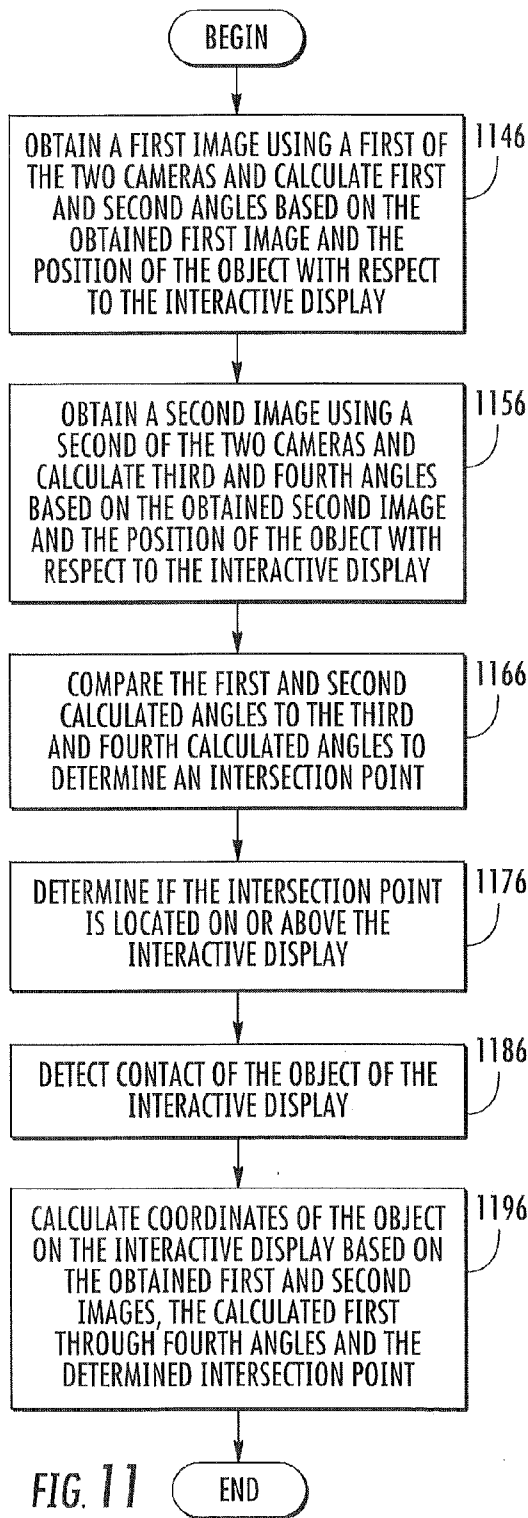 BEGIN
1146
OBTAIN A FIRST IMAGE USING A FIRST OF
THE TWO CAMERAS AND CALCULATE FIRST
AND SECOND ANGLES BASED ON THE
OBTAINED FIRST IMAGE AND THE
POSITION OF THE OBJECT WITH RESPECT
TO THE INTERACTIVE DISPLAY
1156
OBTAIN A SECOND IMAGE USING A
SECOND OF THE TWO CAMERAS AND
CALCULATE THIRD AND FOURTH ANGLES
BASED ON THE OBTAINED SECOND IMAGE
AND THE POSITION OF THE OBJECT WITH
RESPECT TO THE INTERACTIVE DISPLAY
1166
COMPARE THE FIRST AND SECOND
CALCULATED ANGLES TO THE THIRD
AND FOURTH CALCULATED ANGLES TO
DETERMINE AN INTERSECTION POINT
1176
DETERMINE IF THE INTERSECTION POINT
IS LOCATED ON OR ABOVE THE
INTERACTIVE DISPLAY
1186
DETECT CONTACT OF THE OBJECT OF THE
INTERACTIVE DISPLAY
1196
CALCULATE COORDINATES OF THE OBJECT
ON THE INTERACTIVE DISPLAY BASED ON
THE OBTAINED FIRST AND SECOND
IMAGES, THE CALCULATED FIRST
THROUGH FOURTH ANGLES AND THE
DETERMINED INTERSECTION POINT
END
FIG. 11